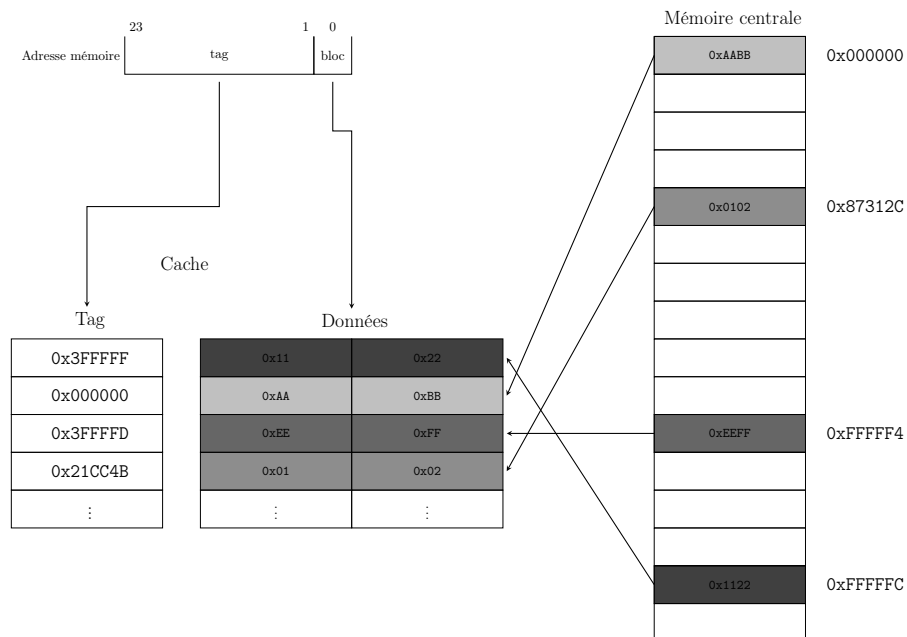 Mémoire centrale
23 1 0
Adresse mémoire tag bloc
0xAABB 0x000000
0x0102 0x87312C
Cache
Tag Données
0x3FFFFF 0x11 0x22
0x000000 0xAA 0xBB
0x3FFFFD 0xEE 0xFF
0xEEFF 0xFFFFF4
0x21CC4B 0x01 0x02
⋮ ⋮ ⋮
0x1122 0xFFFFFC